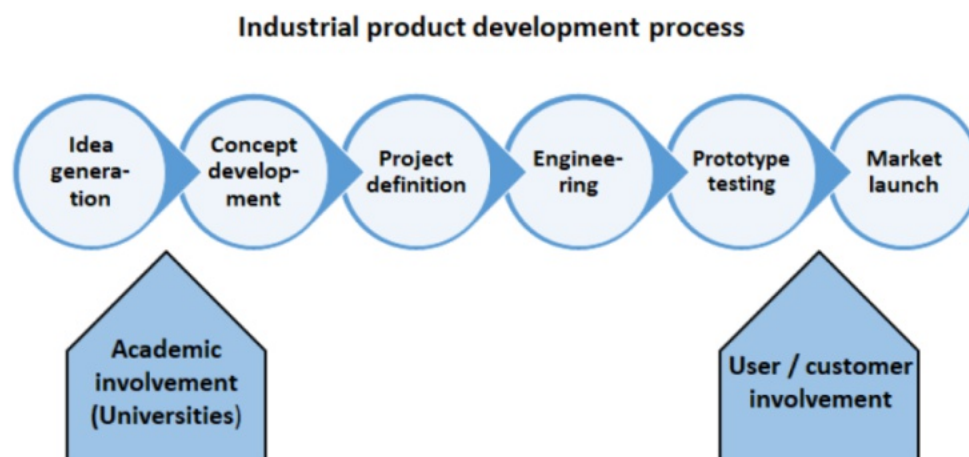 Industrial product development process
Idea
genera-
tion
Concept
develop-
ment
Project
definition
Enginee-
ring
Prototype
testing
Market
launch
Academic
involvement
(Universities)
User / customer
involvement